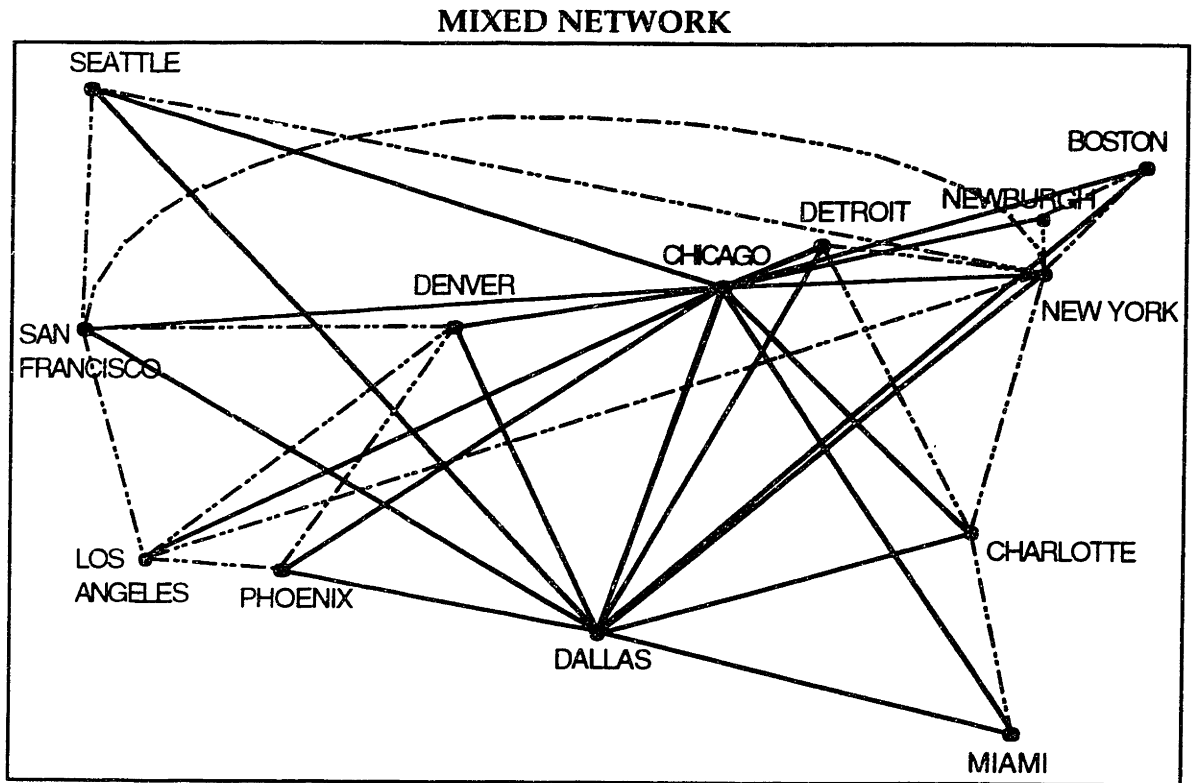 MIXED NETWORK
SEATTLE
BOSTON
NEWBURGH
DETROIT
CHICAGO
DENVER
NEW YORK
SAN
FRANCISCO
LOS
ANGELES
PHOENIX
CHARLOTTE
DALLAS
MIAMI